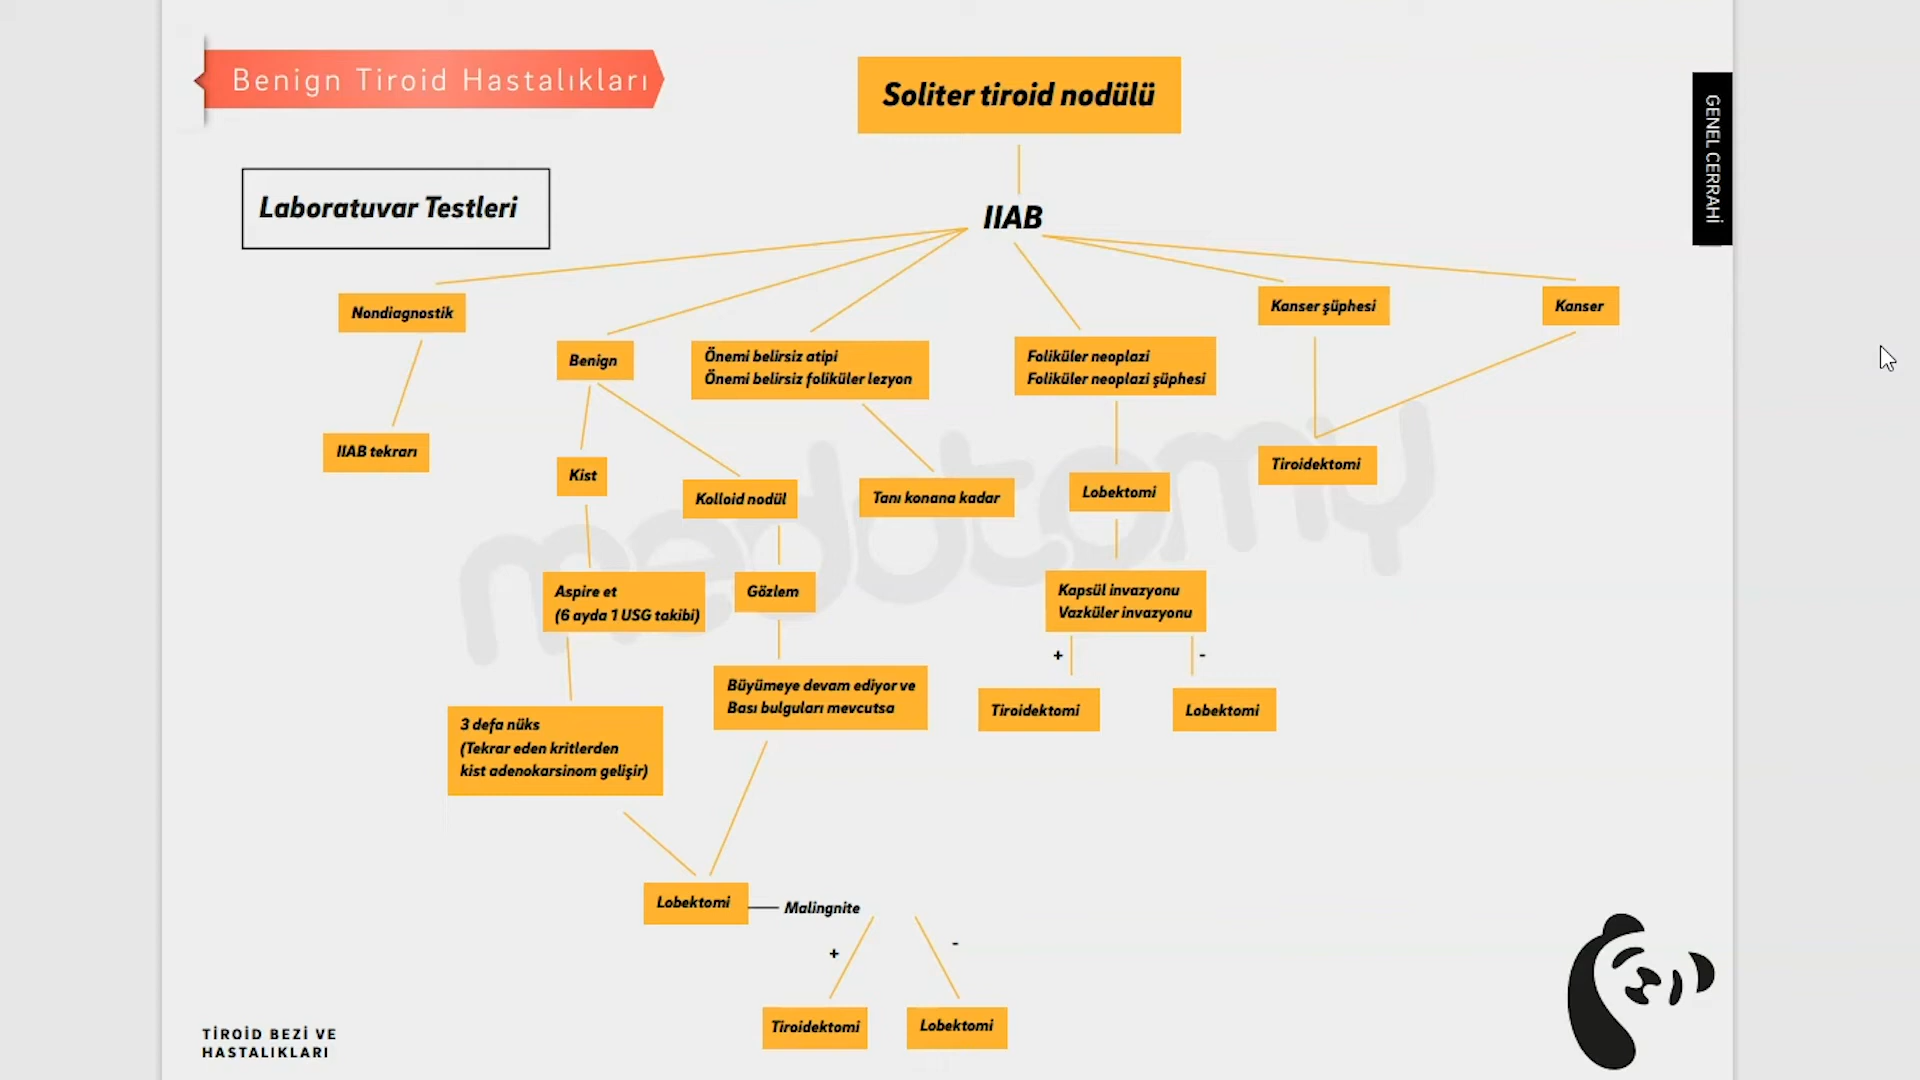 Benign Tiroid Hastalıkları
Soliter tiroid nodülü
GENEL CERRAHİ
Laboratuvar Testleri
IIAB
Nondiagnostik
Benign
Önemi belirsiz atipi
Önemi belirsiz foliküler lezyon
Foliküler neoplazi
Foliküler neoplazi şüphesi
Kanser şüphesi
Kanser
IIAB tekrarı
Kist
Kolloid nodül
Tanı konana kadar
Lobektomi
Tiroidektomi
medotomiy
Aspire et
(6 ayda 1 USG takibi)
Gözlem
Kapsül invazyonu
Vazküler invazyonu
+
-
3 defa nüks
(Tekrar eden kritlerden
kist adenokarsinom gelişir)
Büyümeye devam ediyor ve
Bası bulguları mevcutsa
Tiroidektomi
Lobektomi
Lobektomi
Malingnite
+
-
Tiroidektomi
Lobektomi
TİROİD BEZİ VE
HASTALIKLARI